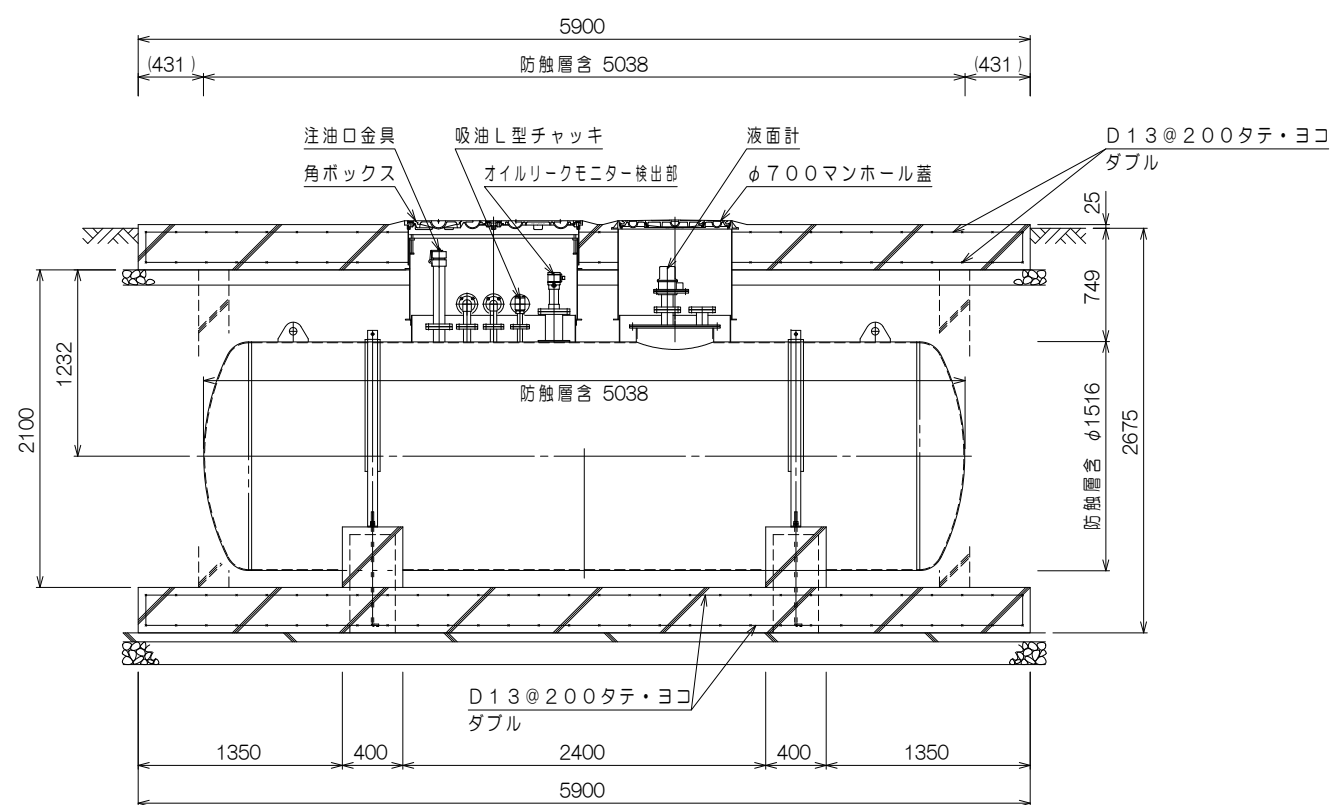 5900
(431)
防触層含 5038
(431)
注油口金具
吸油L型チャッキ
液面計
D13@200タテ・ヨコ
ダブル
角ボックス
オイルリークモニター検出部
φ700マンホール蓋
25
749
1232
2100
防触層含 5038
防触層含 φ1516
2675
D13@200タテ・ヨコ
ダブル
1350
400
2400
400
1350
5900